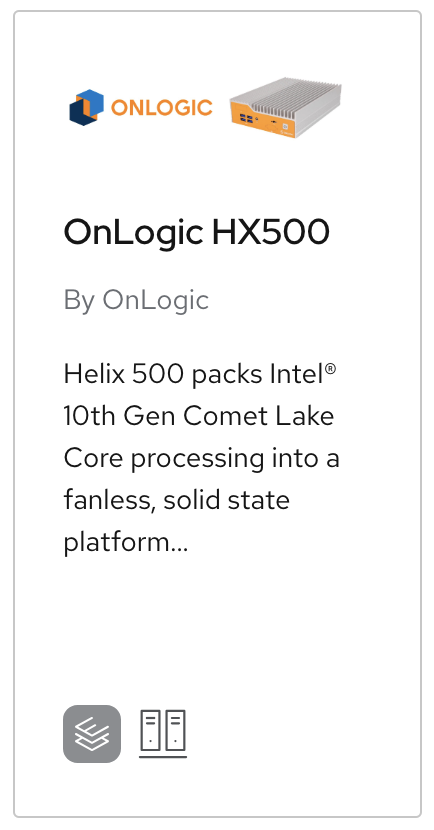 ONLOGIC
OnLogic HX500
By OnLogic
Helix 500 packs Intel®
10th Gen Comet Lake
Core processing into a
fanless, solid state
platform...